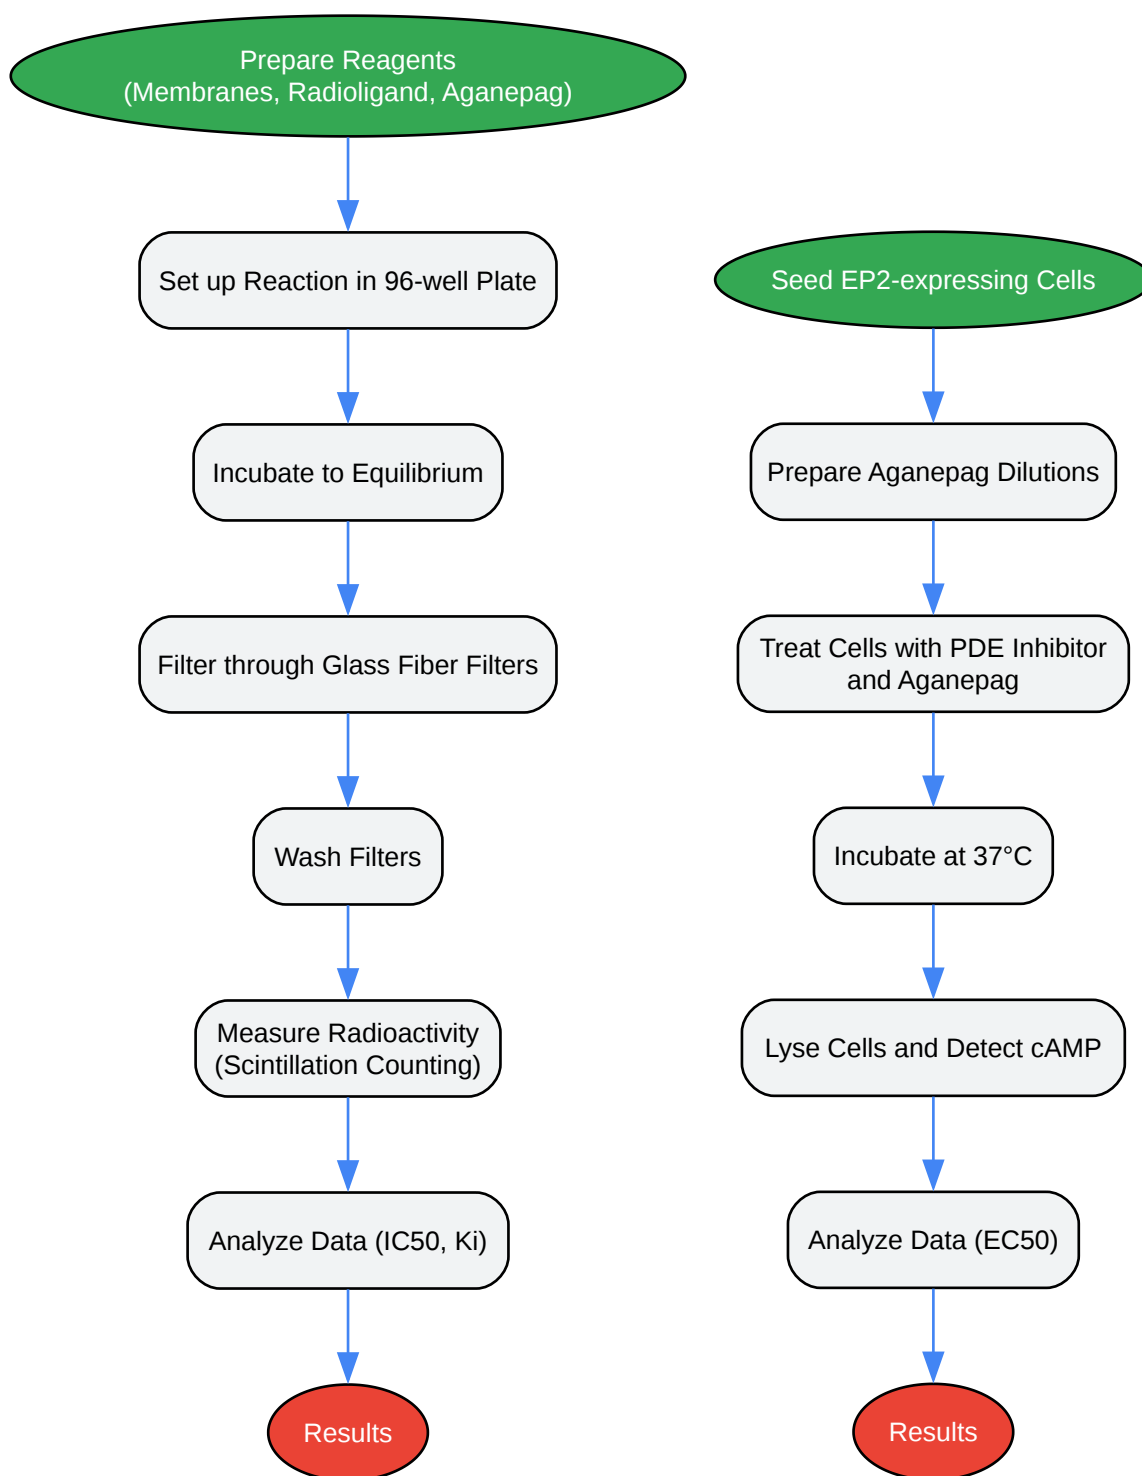 Prepare Reagents
(Membranes, Radioligand, Aganepag)
Set up Reaction in 96-well Plate
Incubate to Equilibrium
Filter through Glass Fiber Filters
Wash Filters
Measure Radioactivity
(Scintillation Counting)
Analyze Data (IC50, Ki)
Results
Seed EP2-expressing Cells
Prepare Aganepag Dilutions
Treat Cells with PDE Inhibitor
and Aganepag
Incubate at 37°C
Lyse Cells and Detect cAMP
Analyze Data (EC50)
Results